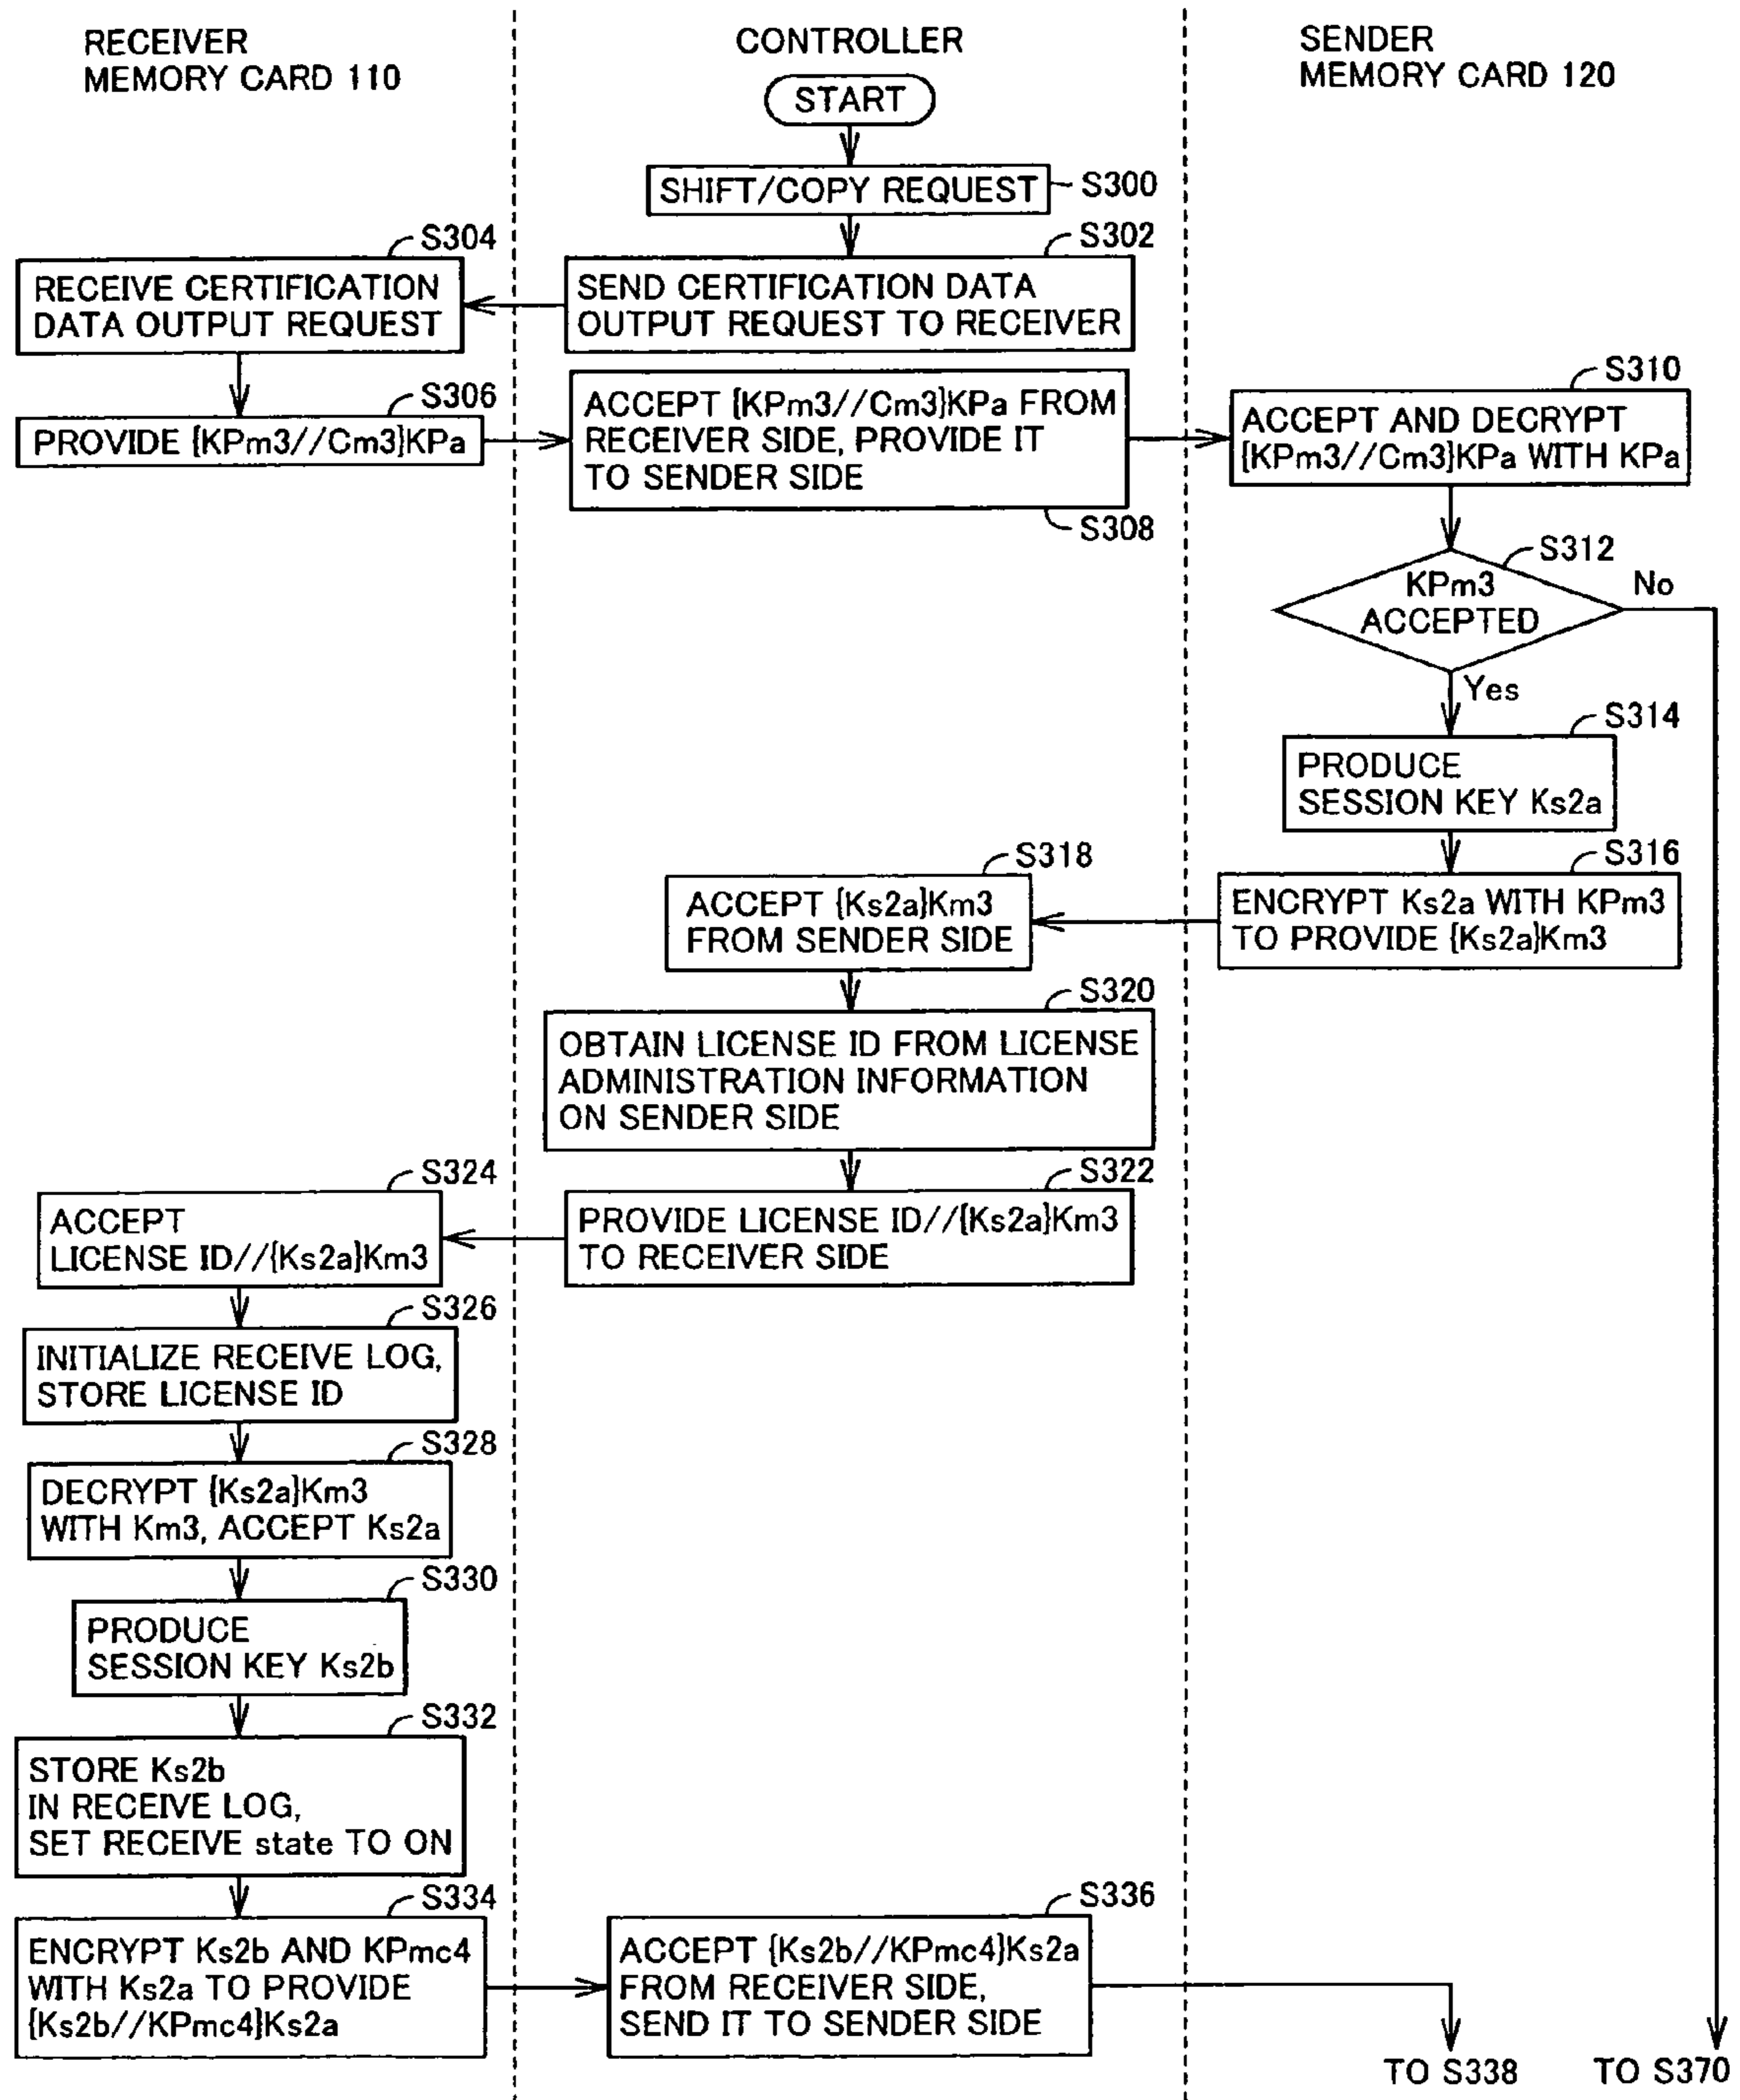 RECEIVER
MEMORY CARD 110
CONTROLLER
SENDER
MEMORY CARD 120
START
SHIFT/COPY REQUEST
S300
S302
SEND CERTIFICATION DATA
OUTPUT REQUEST TO RECEIVER
S304
RECEIVE CERTIFICATION
DATA OUTPUT REQUEST
S306
PROVIDE {KPm3//Cm3}KPa
ACCEPT {KPm3//Cm3}KPa FROM
RECEIVER SIDE, PROVIDE IT
TO SENDER SIDE
S308
S310
ACCEPT AND DECRYPT
{KPm3//Cm3}KPa WITH KPa
S312
KPm3
ACCEPTED
No
Yes
S314
PRODUCE
SESSION KEY Ks2a
S316
ENCRYPT Ks2a WITH KPm3
TO PROVIDE {Ks2a}Km3
S318
ACCEPT {Ks2a}Km3
FROM SENDER SIDE
S320
OBTAIN LICENSE ID FROM LICENSE
ADMINISTRATION INFORMATION
ON SENDER SIDE
S322
PROVIDE LICENSE ID//{Ks2a}Km3
TO RECEIVER SIDE
S324
ACCEPT
LICENSE ID//{Ks2a}Km3
S326
INITIALIZE RECEIVE LOG,
STORE LICENSE ID
S328
DECRYPT {Ks2a}Km3
WITH Km3, ACCEPT Ks2a
S330
PRODUCE
SESSION KEY Ks2b
S332
STORE Ks2b
IN RECEIVE LOG,
SET RECEIVE state TO ON
S334
ENCRYPT Ks2b AND KPmc4
WITH Ks2a TO PROVIDE
{Ks2b//KPmc4}Ks2a
S336
ACCEPT {Ks2b//KPmc4}Ks2a
FROM RECEIVER SIDE,
SEND IT TO SENDER SIDE
TO S338
TO S370